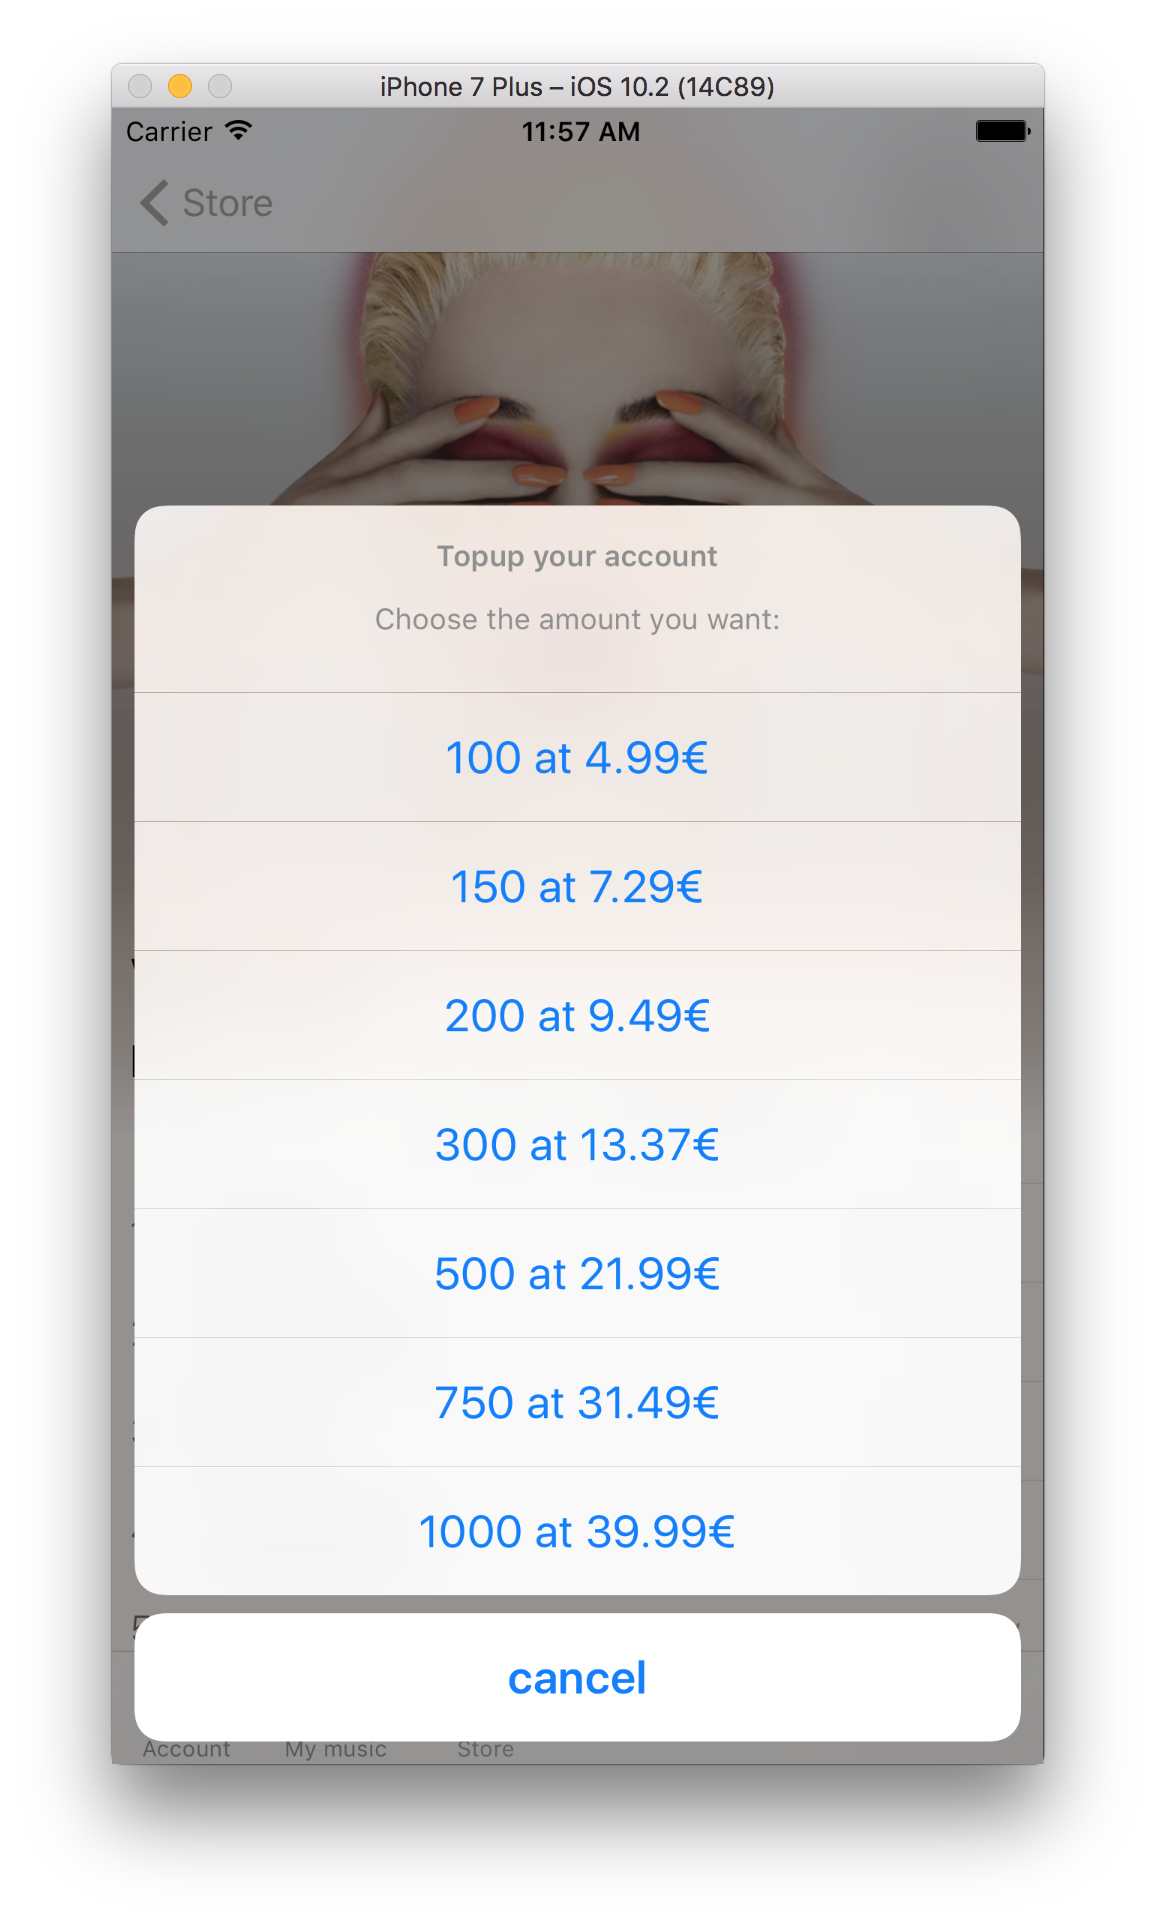 iPhone 7 Plus – iOS 10.2 (14C89)
Carrier 11:57 AM
Store
Topup your account
Choose the amount you want:
100 at 4.99€
150 at 7.29€
200 at 9.49€
300 at 13.37€
500 at 21.99€
750 at 31.49€
1000 at 39.99€
cancel
Account My music Store